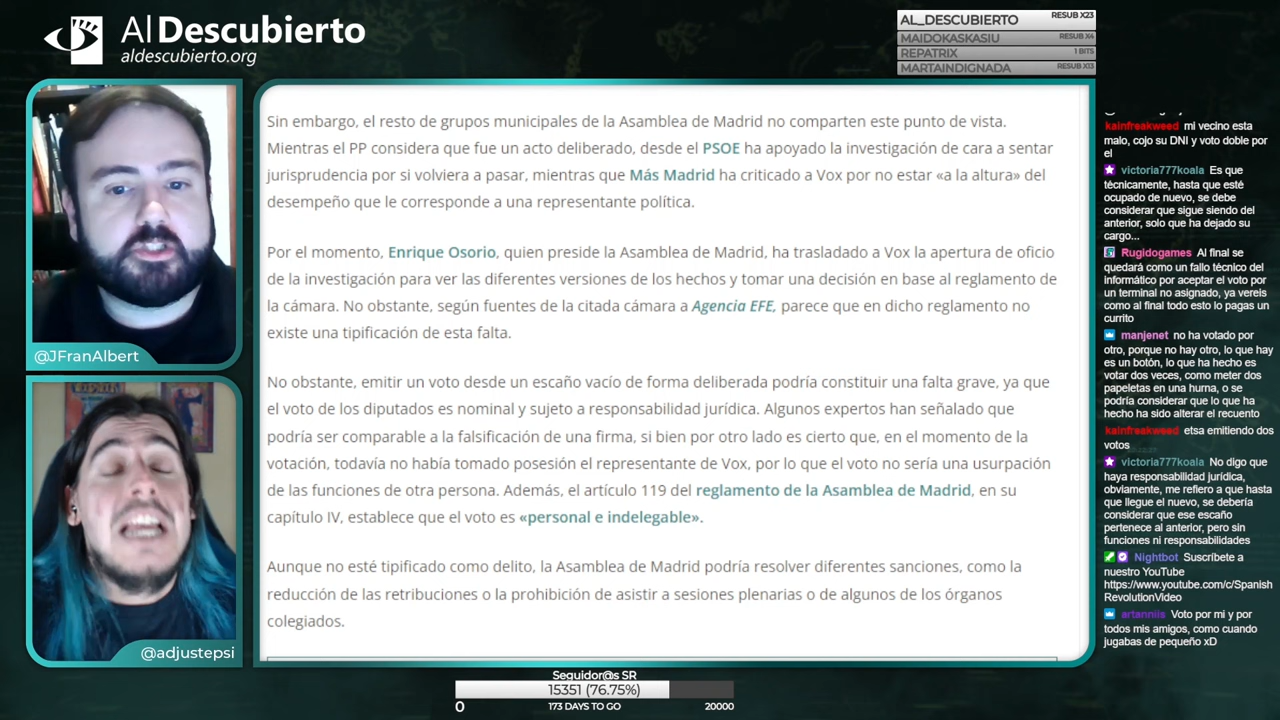 Al Descubierto
aldescubierto.org
AL_DESCUBIERTO RESUB X23
MAIDOKASKASIU RESUB X4
REPATRIX 1 BITS
MARTAINDIGNADA RESUB X13
@JFranAlbert
@adjustepsi
Sin embargo, el resto de grupos municipales de la Asamblea de Madrid no comparten este punto de vista.
Mientras el PP considera que fue un acto deliberado, desde el PSOE ha apoyado la investigación de cara a sentar
jurisprudencia por si volviera a pasar, mientras que Más Madrid ha criticado a Vox por no estar «a la altura» del
desempeño que le corresponde a una representante política.
Por el momento, Enrique Osorio, quien preside la Asamblea de Madrid, ha trasladado a Vox la apertura de oficio
de la investigación para ver las diferentes versiones de los hechos y tomar una decisión en base al reglamento de
la cámara. No obstante, según fuentes de la citada cámara a Agencia EFE, parece que en dicho reglamento no
existe una tipificación de esta falta.
No obstante, emitir un voto desde un escaño vacío de forma deliberada podría constituir una falta grave, ya que
el voto de los diputados es nominal y sujeto a responsabilidad jurídica. Algunos expertos han señalado que
podría ser comparable a la falsificación de una firma, si bien por otro lado es cierto que, en el momento de la
votación, todavía no había tomado posesión el representante de Vox, por lo que el voto no sería una usurpación
de las funciones de otra persona. Además, el artículo 119 del reglamento de la Asamblea de Madrid, en su
capítulo IV, establece que el voto es «personal e indelegable».
Aunque no esté tipificado como delito, la Asamblea de Madrid podría resolver diferentes sanciones, como la
reducción de las retribuciones o la prohibición de asistir a sesiones plenarias o de algunos de los órganos
colegiados.
kainfreakweed mi vecino esta
malo, cojo su DNI y voto doble por
el
victoria777koala Es que
técnicamente, hasta que esté
ocupado de nuevo, se debe
considerar que sigue siendo del
anterior, solo que ha dejado su
cargo...
Rugidogames Al final se
quedará como un fallo técnico del
informático por aceptar el voto por
un terminal no asignado, ya vereis
como al final todo esto lo pagas un
currito
manjenet no ha votado por
otro, porque no hay otro, lo que hay
es un botón, lo que ha hecho es
votar dos veces, como meter dos
papeletas en una hurna, o se
podría considerar que lo que ha
hecho ha sido alterar el recuento
kainfreakweed etsa emitiendo dos
votos
victoria777koala No digo que
haya responsabilidad jurídica,
obviamente, me refiero a que hasta
que llegue el nuevo, se debería
considerar que ese escaño
pertenece al anterior, pero sin
funciones ni responsabilidades
Nightbot Suscríbete a
nuestro YouTube
https://www.youtube.com/c/Spanish
RevolutionVideo
artanniis Voto por mi y por
todos mis amigos, como cuando
jugabas de pequeño xD
Seguidor@s SR
15351 (76.75%)
0 173 DAYS TO GO 20000